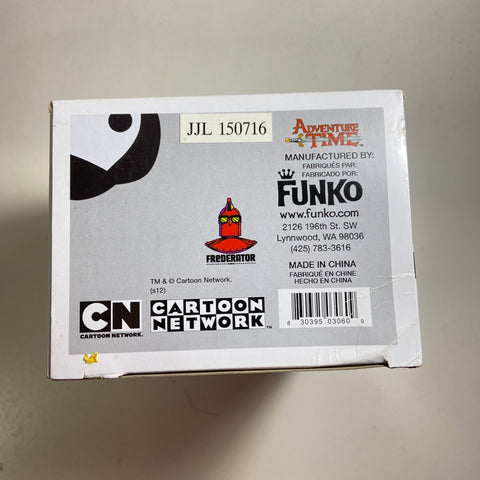 JJL 150716
ADVENTURE
TIME
MANUFACTURED BY:
FABRIQUÉS PAR:
FABRICADO POR:
FUNKO
www.funko.com
2126 196th St. SW
Lynnwood, WA 98036
(425) 783-3616
FREDERATOR
MADE IN CHINA
FABRIQUÉ EN CHINE
HECHO EN CHINA
TM & © Cartoon Network.
(s12)
CN
CARTOON NETWORK.
CARTOON
NETWORK™
8 30395 03060 9